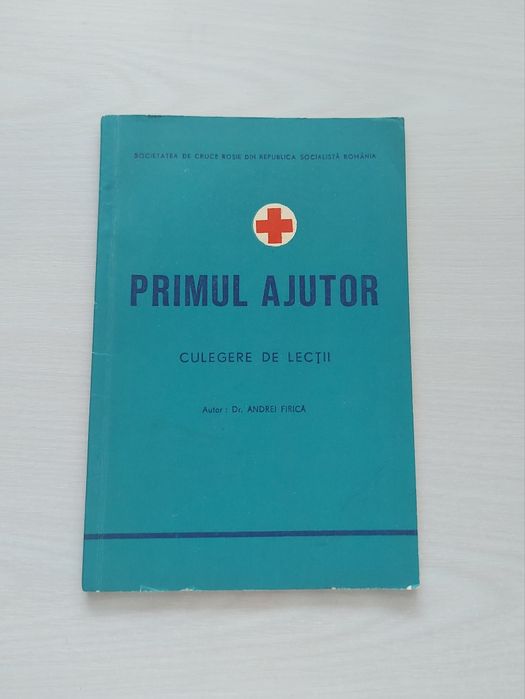 SOCIETATEA DE CRUCE ROȘIE DIN REPUBLICA SOCIALISTĂ ROMÂNIA
PRIMUL AJUTOR
CULEGERE DE LECȚII
Autor : Dr. ANDREI FIRICĂ